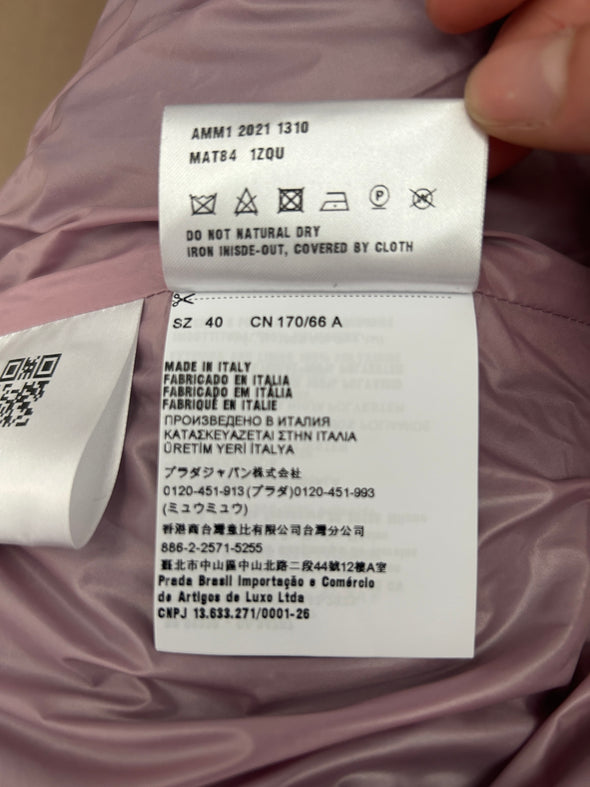 AMM1 2021 1310
MAT84 1ZQU
DO NOT NATURAL DRY
IRON INISDE-OUT, COVERED BY CLOTH
SZ 40 CN 170/66 A
MADE IN ITALY
FABRICADO EN ITALIA
FABRICADO EM ITÁLIA
FABRIQUÉ EN ITALIE
ПРОИЗВЕДЕНО В ИТАЛИЯ
ΚΑΤΑΣΚΕΥΑΖΕΤΑΙ ΣΤΗΝ ΙΤΑΛΙΑ
ÜRETİM YERİ İTALYA
プラダジャパン株式会社
0120-451-913(プラダ)0120-451-993
(ミュウミュウ)
香港商台灣意比有限公司台灣分公司
886-2-2571-5255
臺北市中山區中山北路二段44號12樓A室
Prada Brasil Importação e Comércio
de Artigos de Luxo Ltda
CNPJ 13.633.271/0001-26